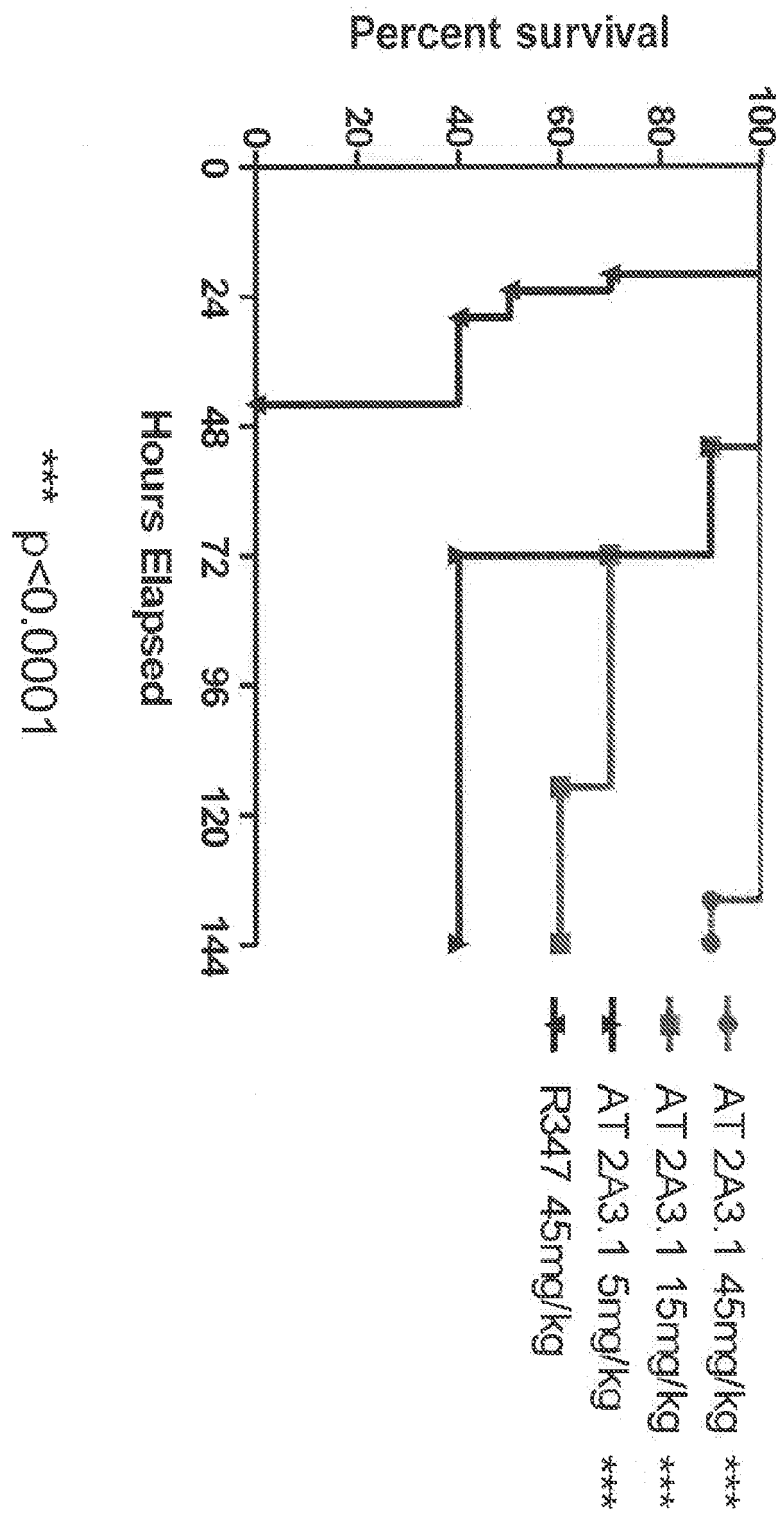 Percent survival
100
80
60
40
20
0
0 24 48 72 96 120 144
Hours Elapsed
AT 2A3.1 45mg/kg ***
AT 2A3.1 15mg/kg ***
AT 2A3.1 5mg/kg ***
R347 45mg/kg
*** p<0.0001